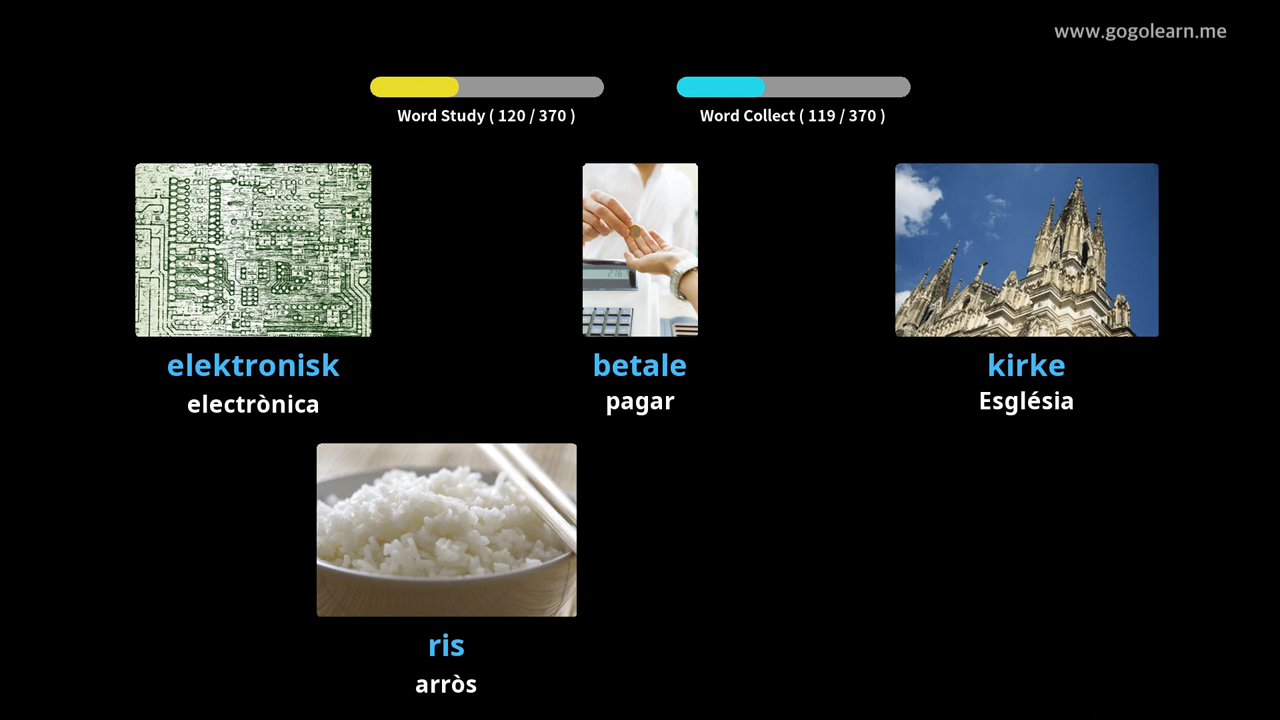 www.gogolearn.me
Word Study ( 120 / 370 )
Word Collect ( 119 / 370 )
elektronisk
electrònica
betale
pagar
kirke
Església
ris
arròs